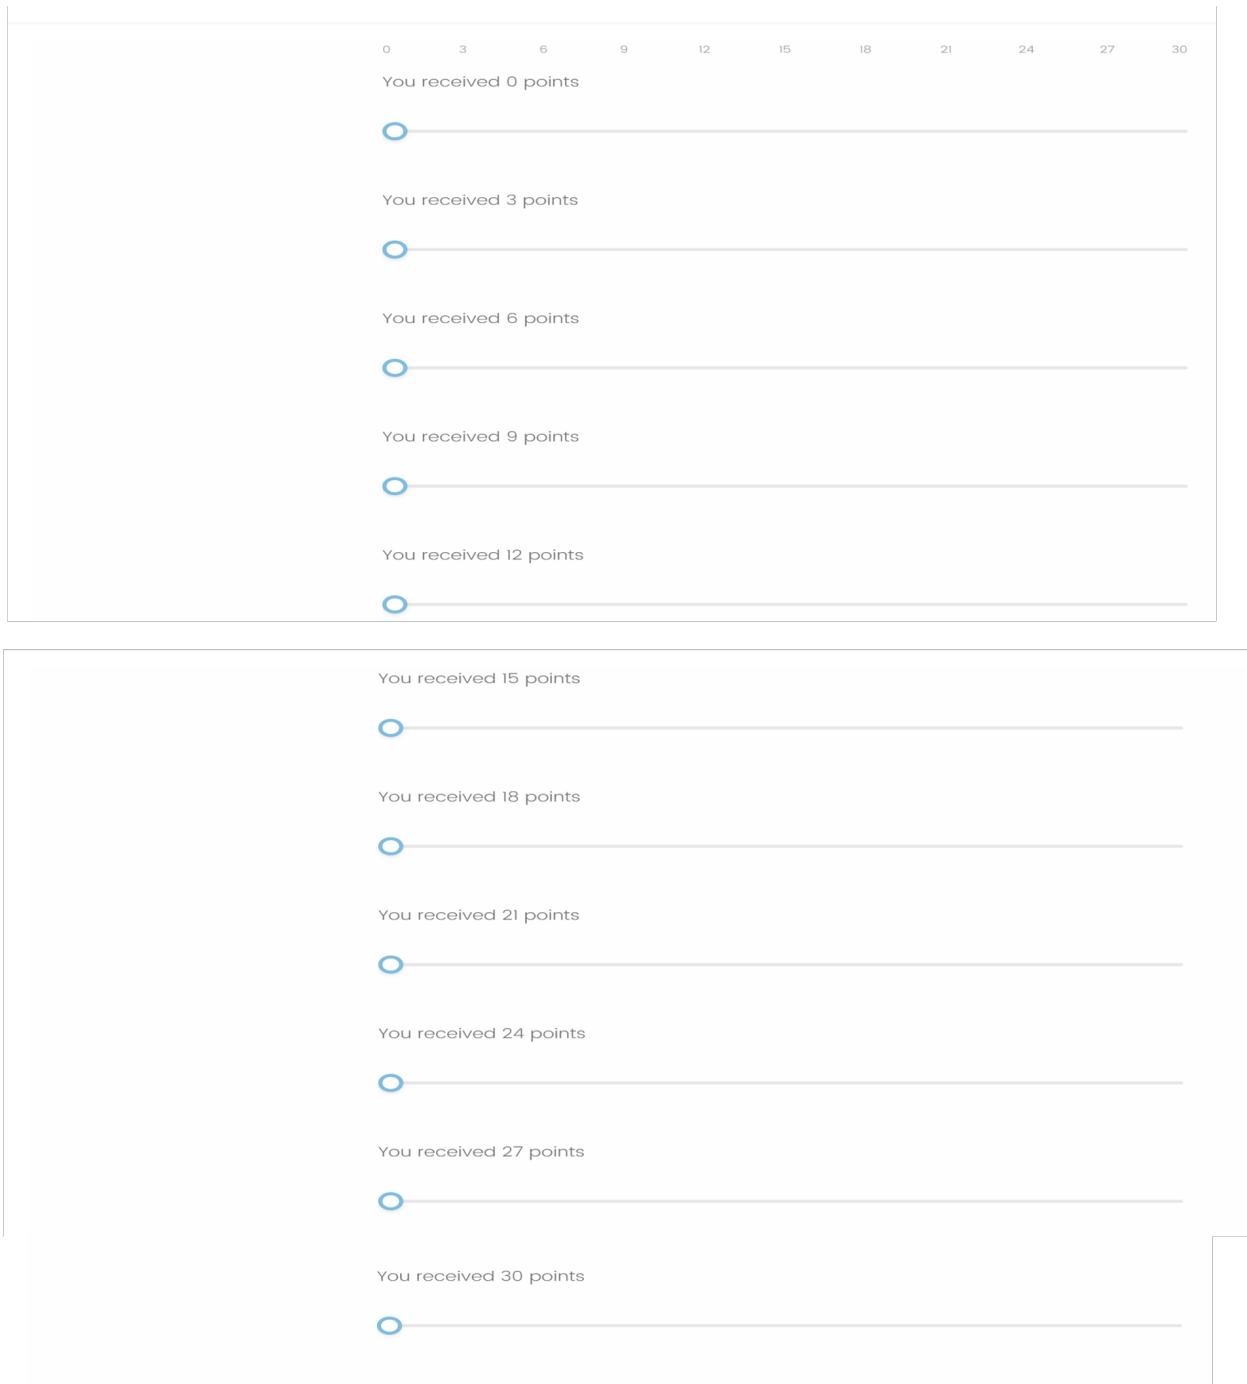 0 3 6 9 12 15 18 21 24 27 30
You received 0 points
You received 3 points
You received 6 points
You received 9 points
You received 12 points
You received 15 points
You received 18 points
You received 21 points
You received 24 points
You received 27 points
You received 30 points